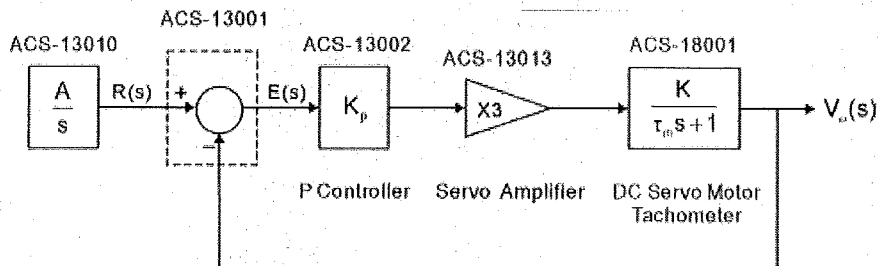 ACS-13001
ACS-13010
ACS-13002
ACS-13013
ACS-18001
A
s
R(s)
+
−
E(s)
Kp
X3
K
τω s+1
Vω(s)
P Controller
Servo Amplifier
DC Servo Motor
Tachometer